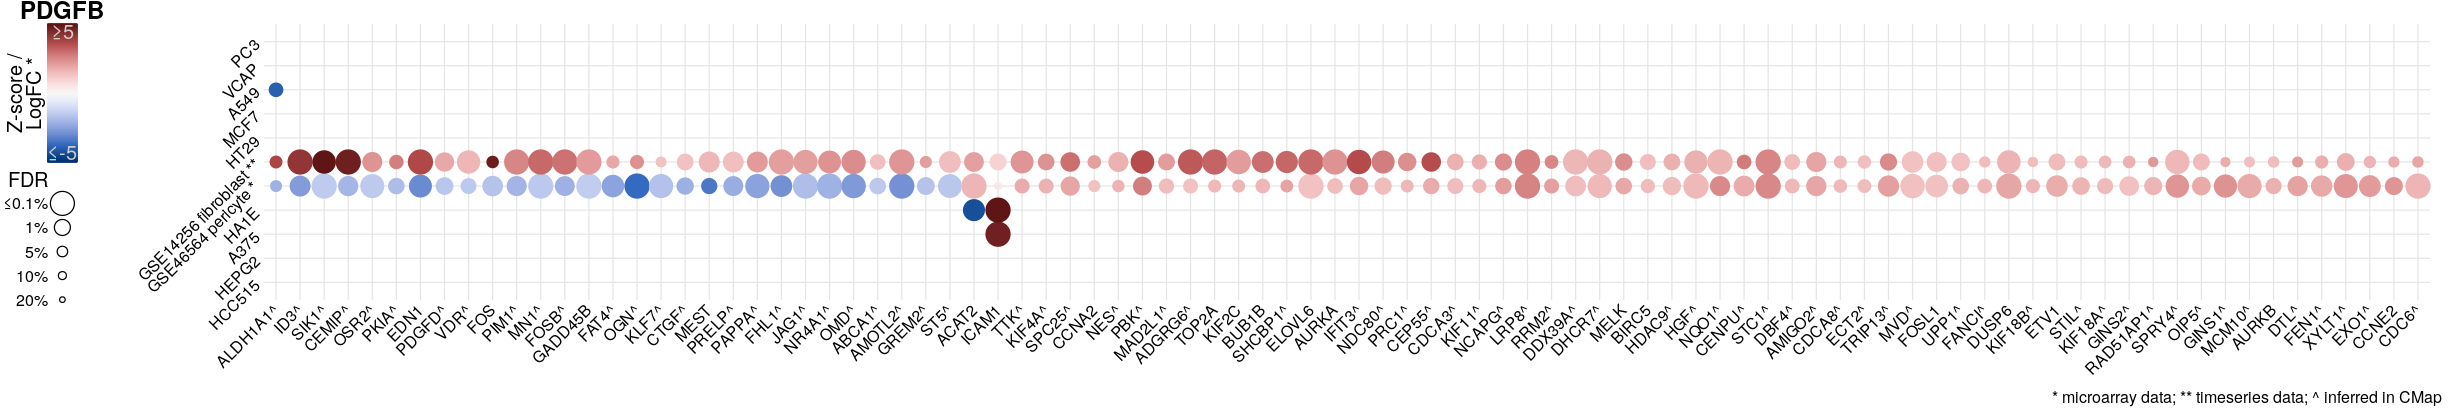 PDGFB
≥5
≤-5
Z-score /
LogFC *
FDR
≤0.1%
1%
5%
10%
20%
PC3
VCAP
A549
MCF7
HT29
GSE14256 fibroblast **
GSE46564 pericyte *
HA1E
A375
HEPG2
HCC515
ALDH1A1^
ID3^
SIK1^
CEMIP^
OSR2^
PKIA^
EDN1
PDGFD^
VDR^
FOS
PIM1^
MN1^
FOSB^
GADD45B
FAT4^
OGN^
KLF7^
CTGF^
MEST
PRELP^
PAPPA^
FHL1^
JAG1^
NR4A1^
OMD^
ABCA1^
AMOTL2^
GREM2^
ST5^
ACAT2
ICAM1
TTK^
KIF4A^
SPC25^
CCNA2
NES^
PBK^
MAD2L1^
ADGRG6^
TOP2A
KIF2C
BUB1B
SHCBP1^
ELOVL6
AURKA
IFIT3^
NDC80^
PRC1^
CEP55^
CDCA3^
KIF11^
NCAPG^
LRP8^
RRM2^
DDX39A^
DHCR7^
MELK
BIRC5
HDAC9^
HGF^
NQO1^
CENPU^
STC1^
DBF4^
AMIGO2^
CDCA8^
ECT2^
TRIP13^
MVD^
FOSL1
UPP1^
FANCI^
DUSP6
KIF18B^
ETV1
STIL^
KIF18A^
GINS2^
RAD51AP1^
SPRY4^
OIP5^
GINS1^
MCM10^
AURKB
DTL^
FEN1^
XYLT1^
EXO1^
CCNE2
CDC6^
* microarray data; ** timeseries data; ^ inferred in CMap